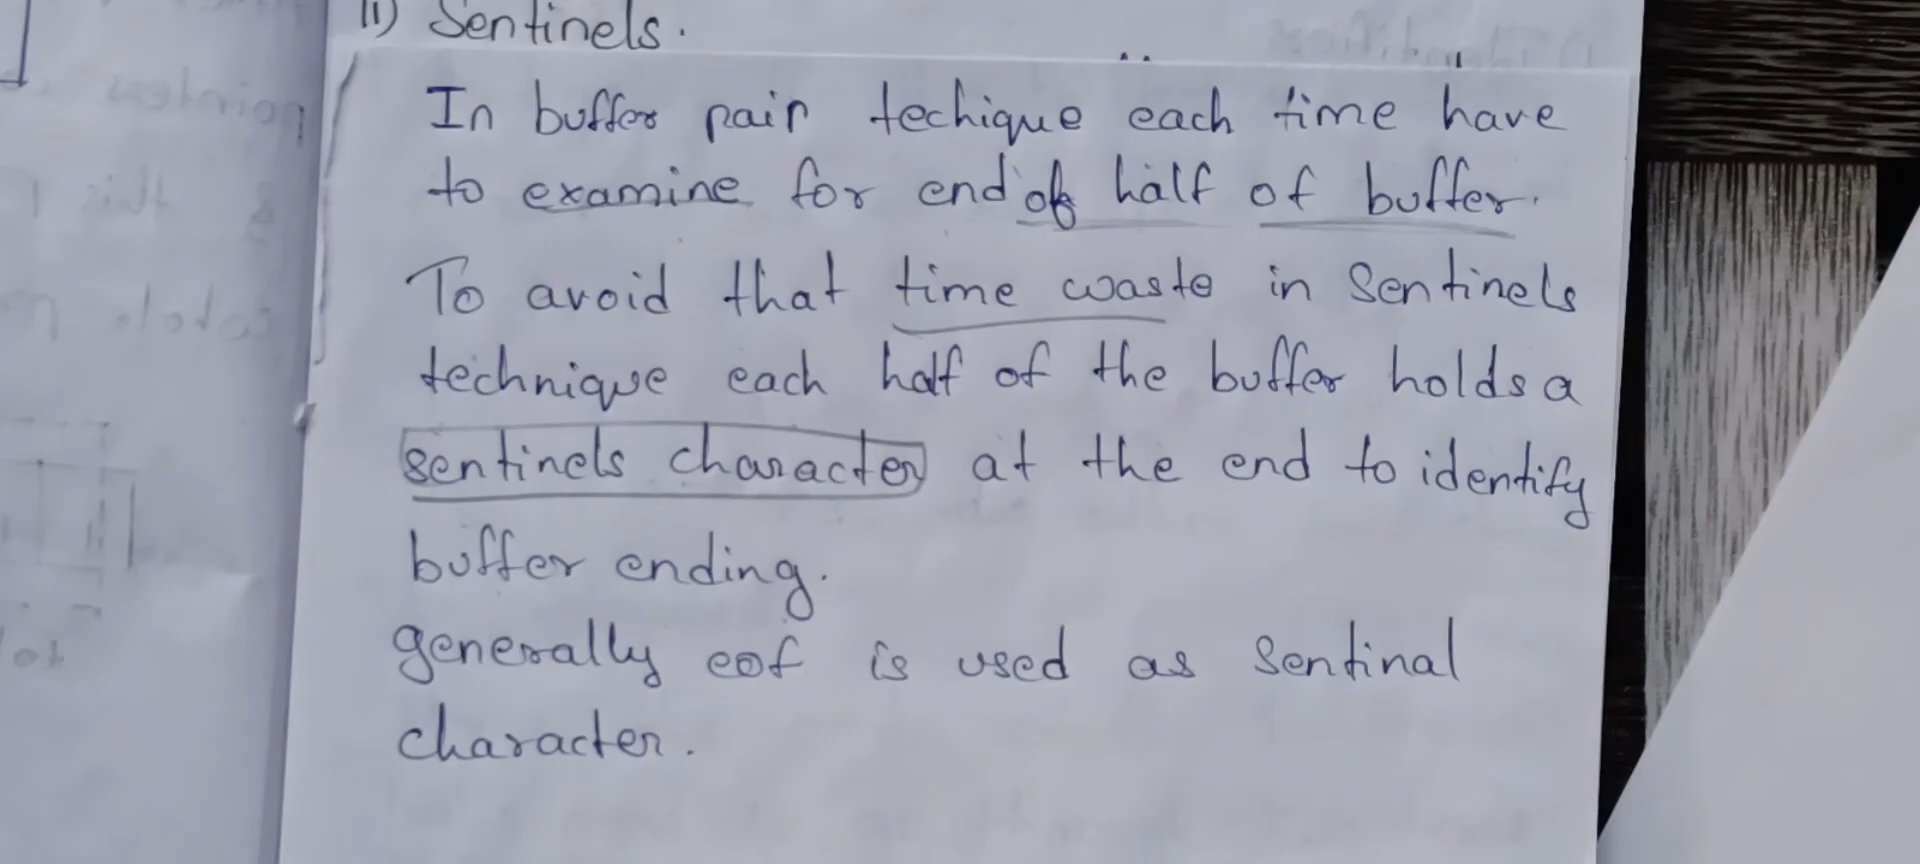 11) Sentinels.
In buffer pair techique each time have
to examine for end of half of buffer.
To avoid that time waste in Sentinels
technique each half of the buffer holds a
sentinels character at the end to identify
buffer ending.
generally eof is used as Sentinal
character.